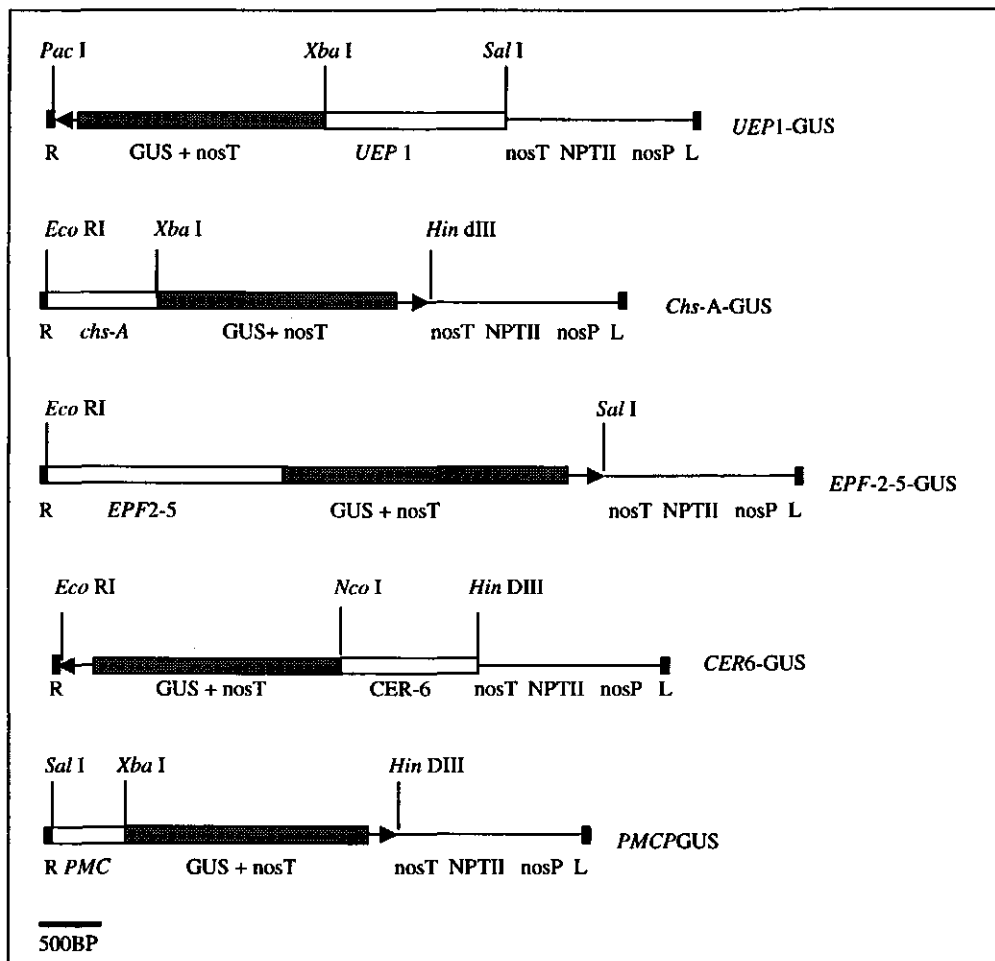 Pac I Xba I Sal I
UEP1-GUS
R GUS + nosT UEP 1 nosT NPTII nosP L
Eco RI Xba I Hin dIII
Chs-A-GUS
R chs-A GUS+ nosT nosT NPTII nosP L
Eco RI Sal I
EPF-2-5-GUS
R EPF2-5 GUS + nosT nosT NPTII nosP L
Eco RI Nco I Hin DIII
CER6-GUS
R GUS + nosT CER-6 nosT NPTII nosP L
Sal I Xba I Hin DIII
PMCPGUS
R PMC GUS + nosT nosT NPTII nosP L
500BP